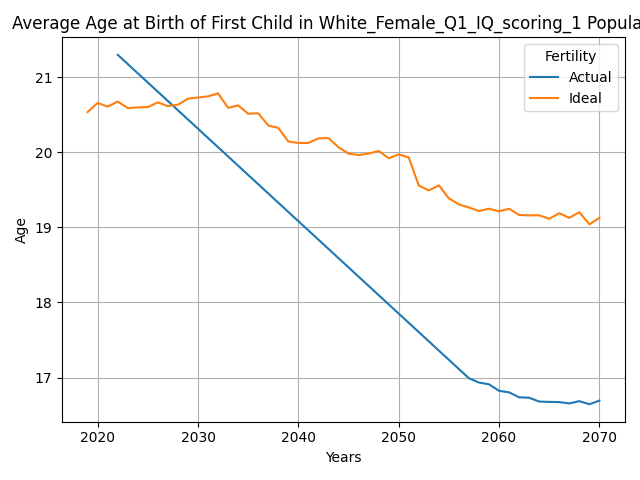 Average Age at Birth of First Child in White_Female_Q1_IQ_scoring_1 Popula
Fertility
Actual
Ideal
Age
21
20
19
18
17
2020 2030 2040 2050 2060 2070
Years